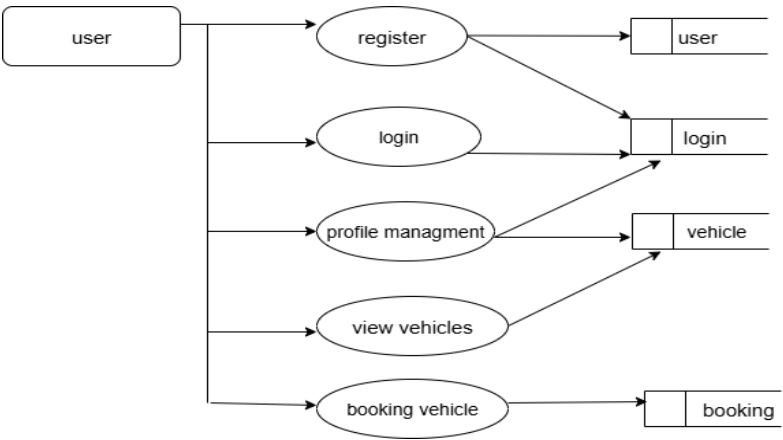 user
register
user
login
login
profile managment
vehicle
view vehicles
booking vehicle
booking